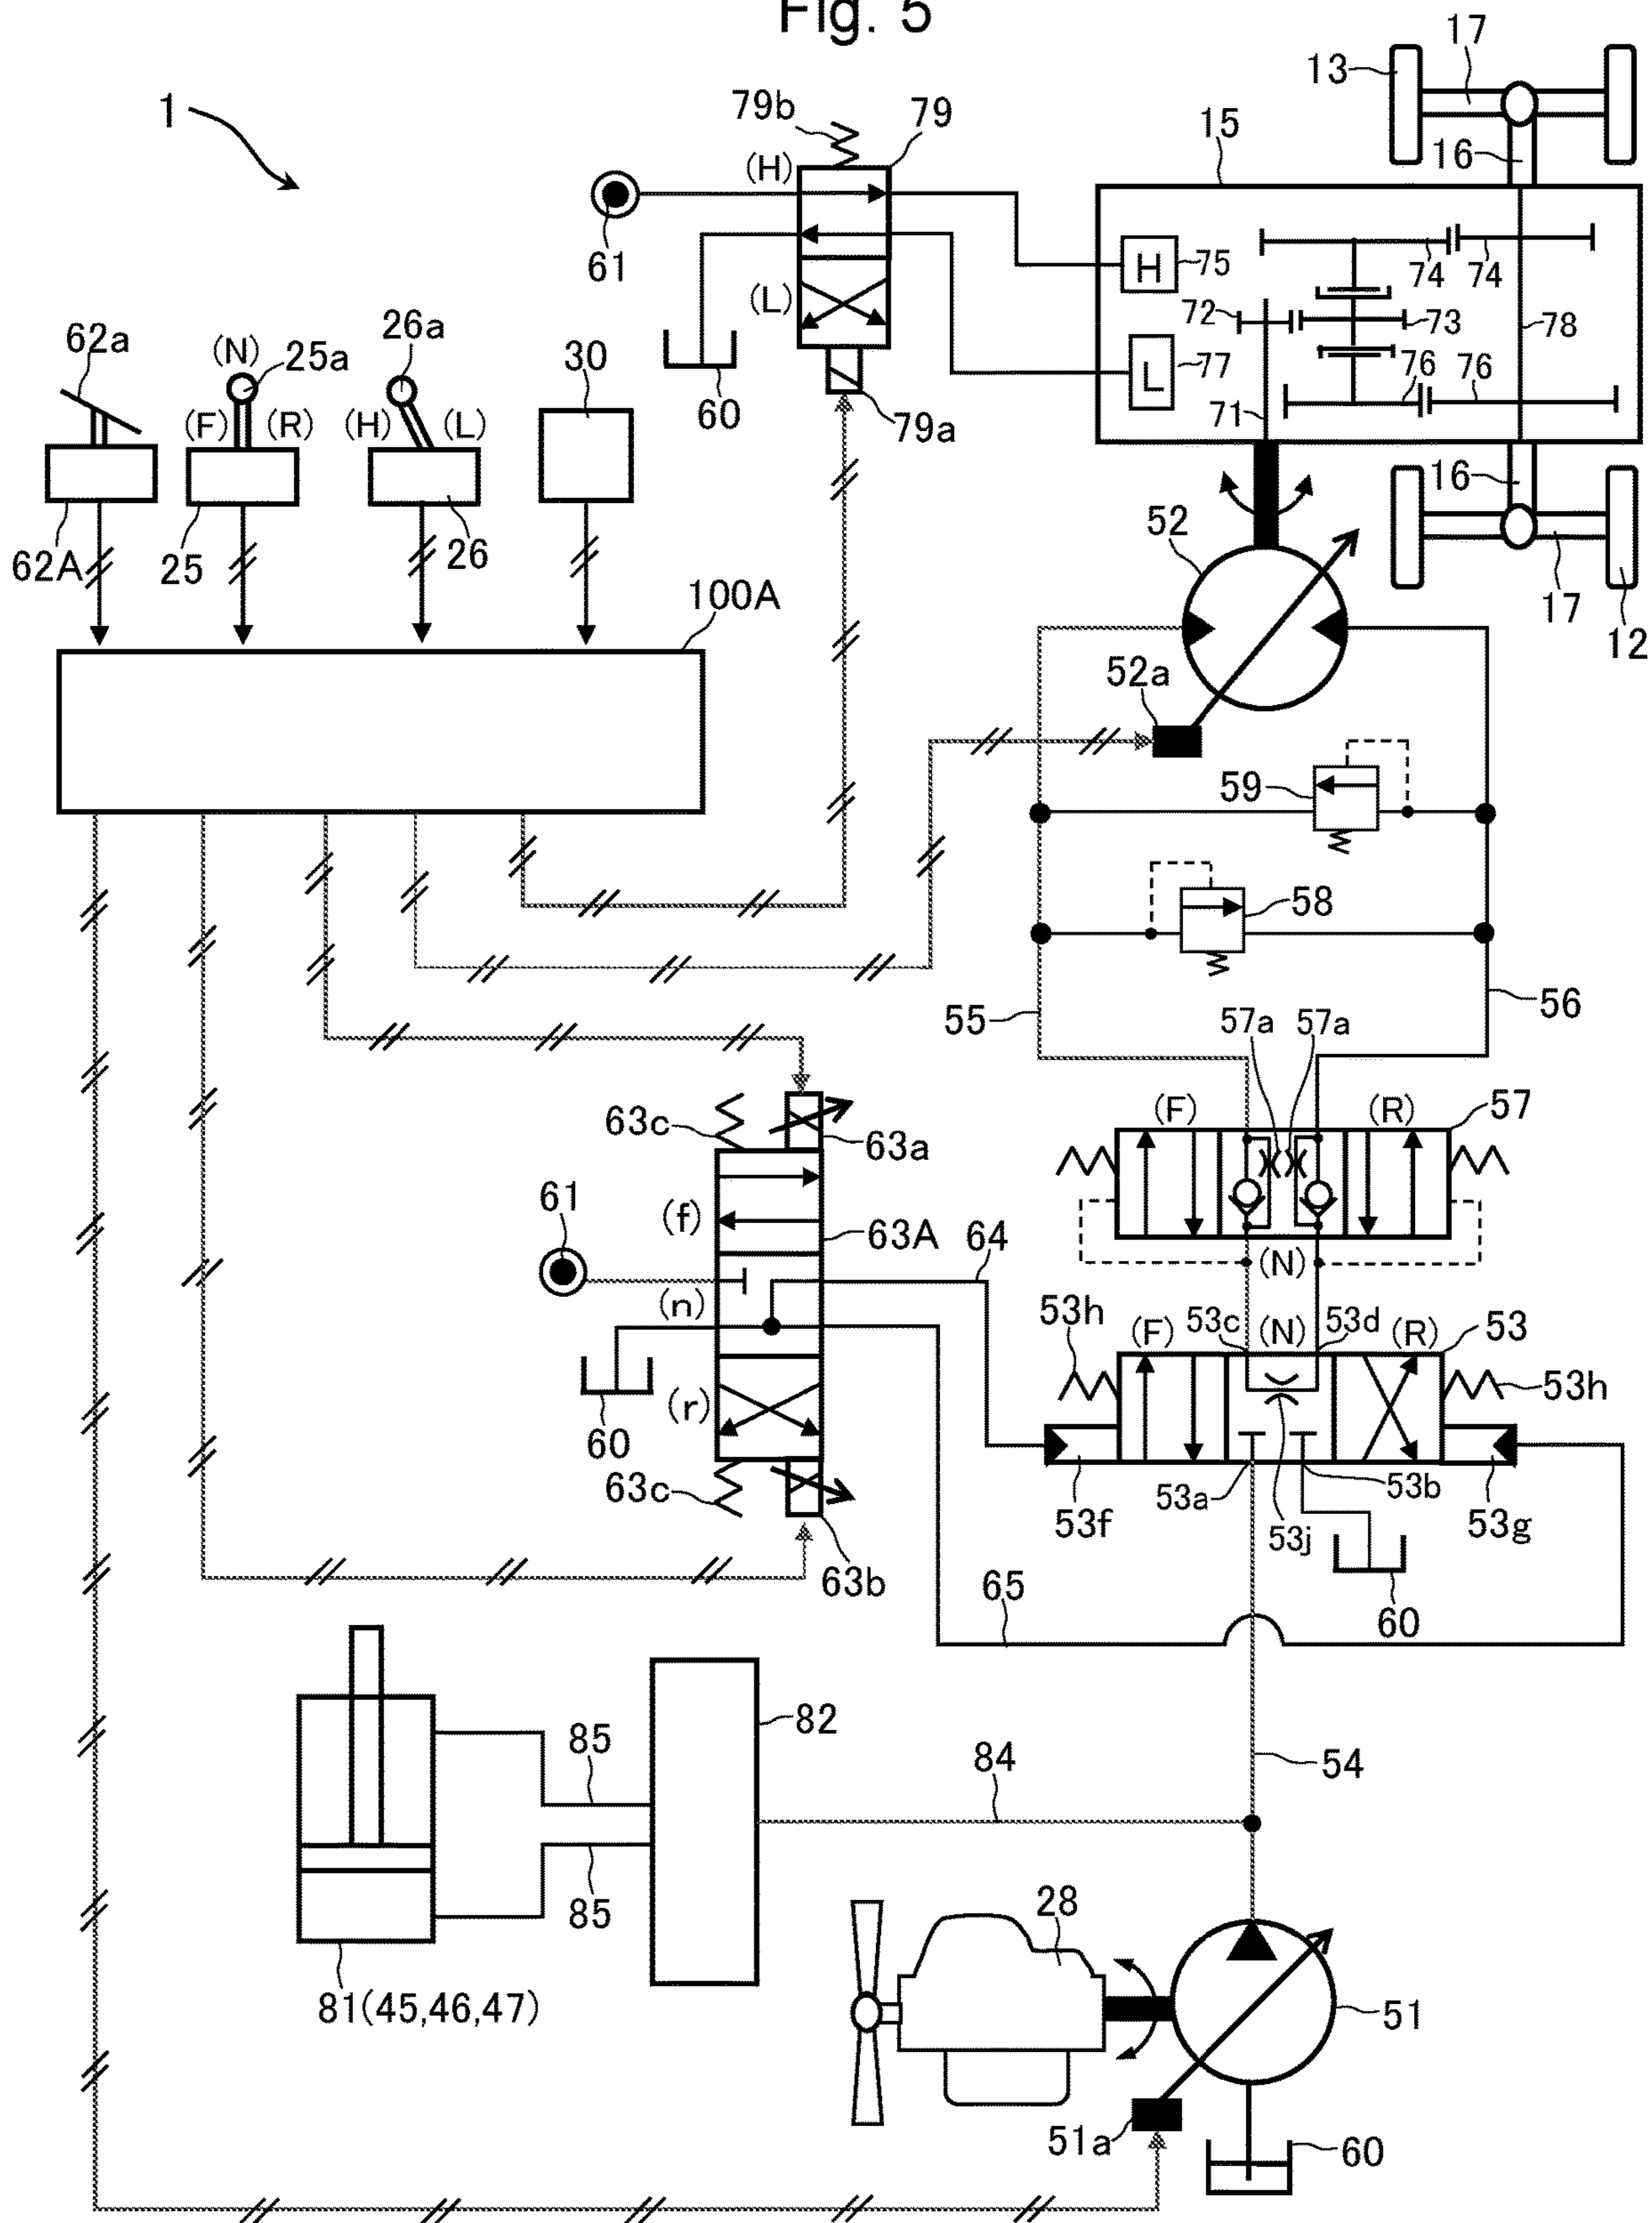 Fig. 5
1
79b
79
(H)
61
(L)
60
79a
13
17
15
16
H
75
74
74
72
73
78
L
77
76
76
71
16
17
12
62a
(N)
25a
26a
30
(F)
(R)
(H)
(L)
62A
25
26
100A
52
52a
59
58
55
56
57a
57a
(F)
(R)
57
(N)
63c
63a
61
(f)
63A
(n)
64
60
(r)
63c
63b
53h
(F)
53c
(N)
53d
(R)
53
53h
53f
53a
53j
53b
53g
60
65
82
85
85
84
54
81(45,46,47)
28
51
51a
60